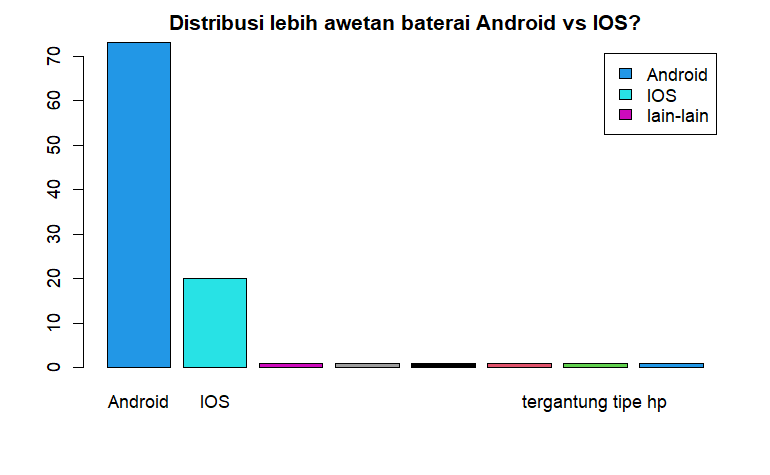 Distribusi lebih awetan baterai Android vs IOS?
70
60
50
40
30
20
10
0
Android
IOS
lain-lain
Android IOS tergantung tipe hp